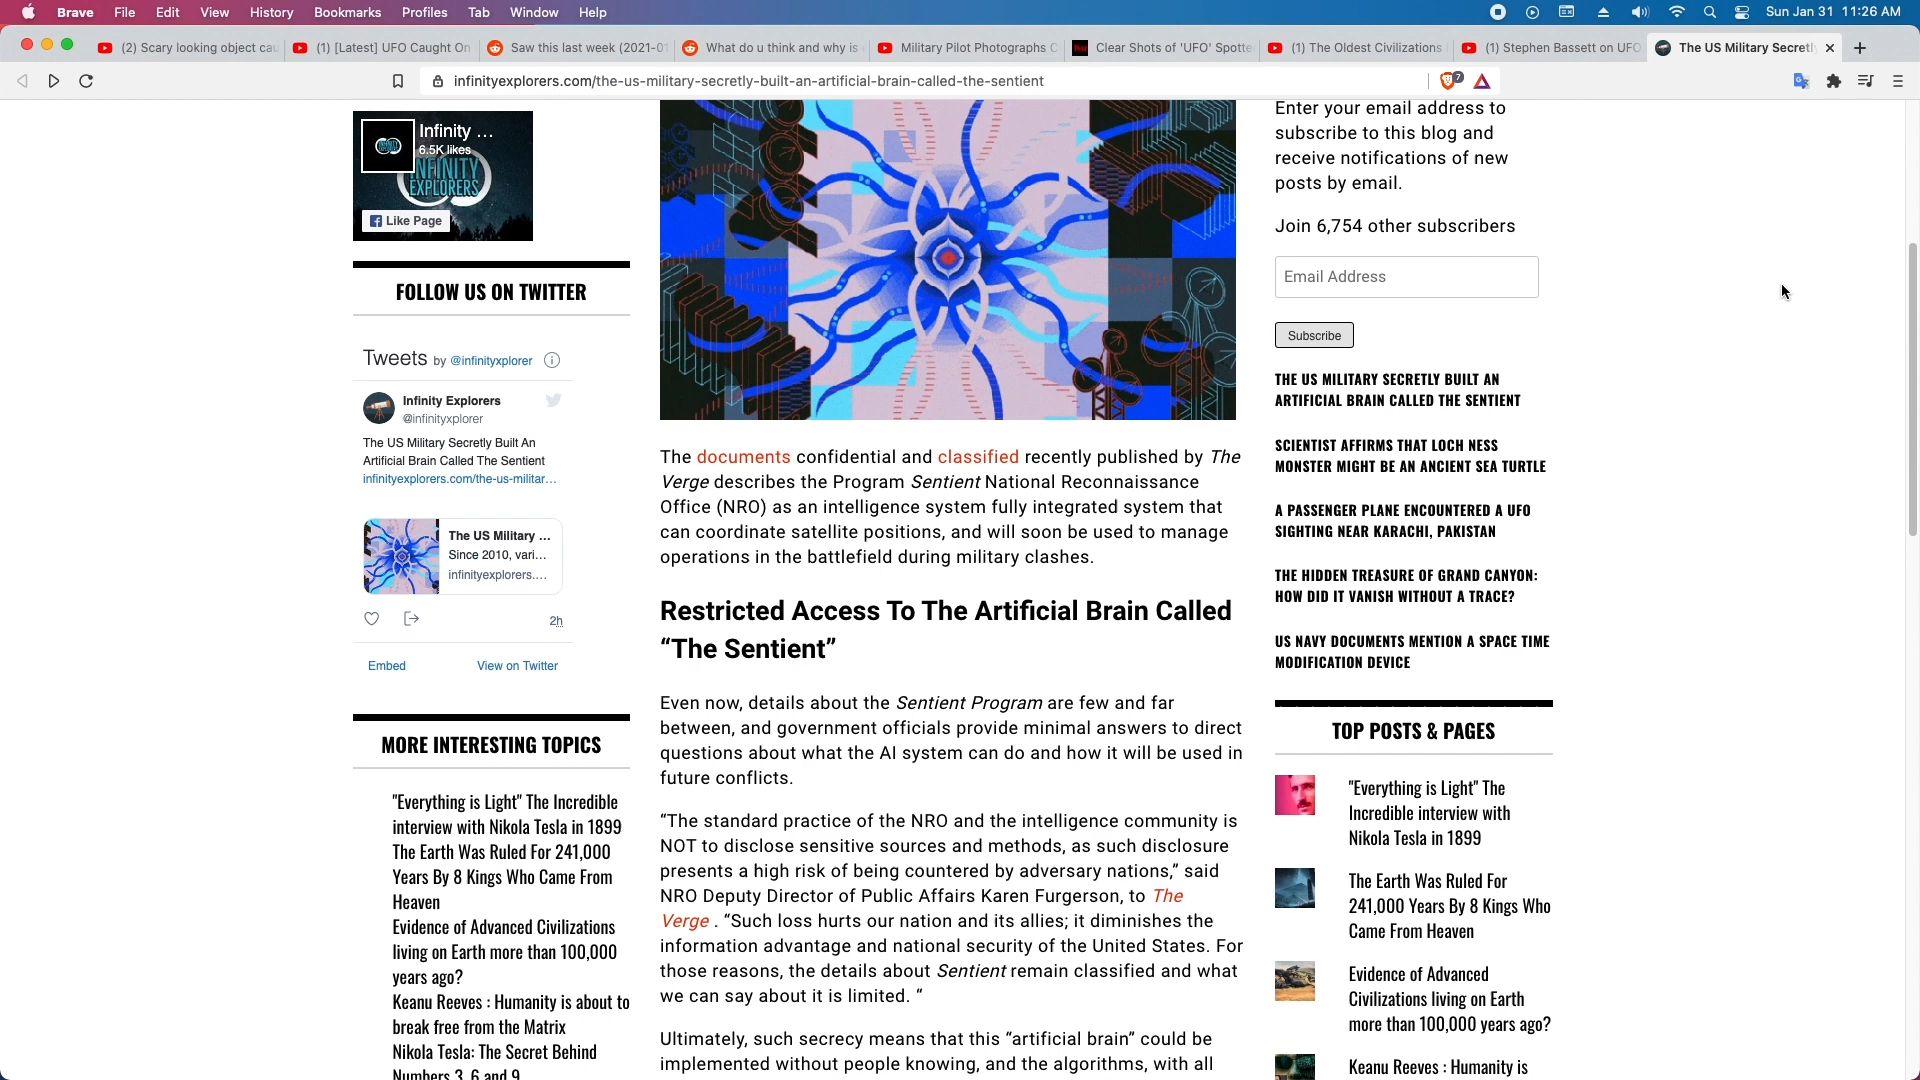 Brave File Edit View History Bookmarks Profiles Tab Window Help
Sun Jan 31 11:26 AM
(2) Scary looking object cau
(1) [Latest] UFO Caught On
Saw this last week (2021-01
What do u think and why is
Military Pilot Photographs C
Clear Shots of 'UFO' Spotte
(1) The Oldest Civilizations
(1) Stephen Bassett on UFO
The US Military Secretly
infinityexplorers.com/the-us-military-secretly-built-an-artificial-brain-called-the-sentient
7
Infinity ...
6.5K likes
INFINITY
EXPLORERS
Like Page
FOLLOW US ON TWITTER
Tweets by @infinityxplorer
Infinity Explorers
@infinityxplorer
The US Military Secretly Built An
Artificial Brain Called The Sentient
infinityexplorers.com/the-us-militar…
The US Military ...
Since 2010, vari...
infinityexplorers....
2h
Embed
View on Twitter
MORE INTERESTING TOPICS
"Everything is Light" The Incredible
interview with Nikola Tesla in 1899
The Earth Was Ruled For 241,000
Years By 8 Kings Who Came From
Heaven
Evidence of Advanced Civilizations
living on Earth more than 100,000
years ago?
Keanu Reeves : Humanity is about to
break free from the Matrix
Nikola Tesla: The Secret Behind
Numbers 3, 6 and 9
The documents confidential and classified recently published by The
Verge describes the Program Sentient National Reconnaissance
Office (NRO) as an intelligence system fully integrated system that
can coordinate satellite positions, and will soon be used to manage
operations in the battlefield during military clashes.
Restricted Access To The Artificial Brain Called
“The Sentient”
Even now, details about the Sentient Program are few and far
between, and government officials provide minimal answers to direct
questions about what the AI system can do and how it will be used in
future conflicts.
“The standard practice of the NRO and the intelligence community is
NOT to disclose sensitive sources and methods, as such disclosure
presents a high risk of being countered by adversary nations,” said
NRO Deputy Director of Public Affairs Karen Furgerson, to The
Verge . “Such loss hurts our nation and its allies; it diminishes the
information advantage and national security of the United States. For
those reasons, the details about Sentient remain classified and what
we can say about it is limited. “
Ultimately, such secrecy means that this “artificial brain” could be
implemented without people knowing, and the algorithms, with all
Enter your email address to
subscribe to this blog and
receive notifications of new
posts by email.
Join 6,754 other subscribers
Email Address
Subscribe
THE US MILITARY SECRETLY BUILT AN
ARTIFICIAL BRAIN CALLED THE SENTIENT
SCIENTIST AFFIRMS THAT LOCH NESS
MONSTER MIGHT BE AN ANCIENT SEA TURTLE
A PASSENGER PLANE ENCOUNTERED A UFO
SIGHTING NEAR KARACHI, PAKISTAN
THE HIDDEN TREASURE OF GRAND CANYON:
HOW DID IT VANISH WITHOUT A TRACE?
US NAVY DOCUMENTS MENTION A SPACE TIME
MODIFICATION DEVICE
TOP POSTS & PAGES
"Everything is Light" The
Incredible interview with
Nikola Tesla in 1899
The Earth Was Ruled For
241,000 Years By 8 Kings Who
Came From Heaven
Evidence of Advanced
Civilizations living on Earth
more than 100,000 years ago?
Keanu Reeves : Humanity is